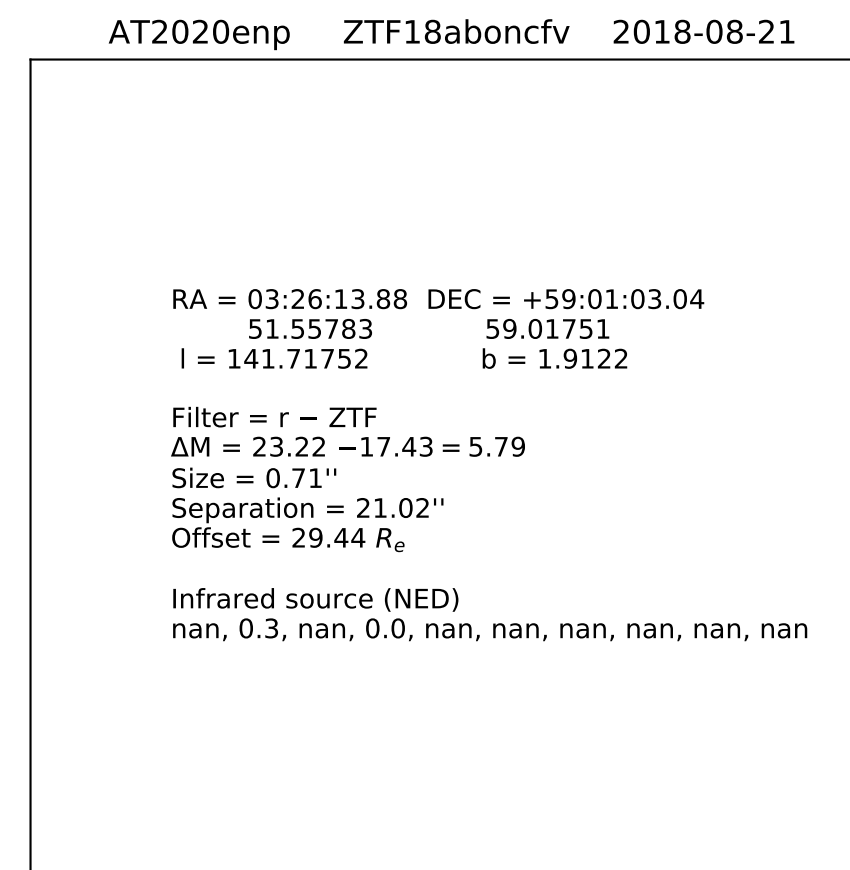 AT2020enp ZTF18aboncfv 2018-08-21
RA = 03:26:13.88 DEC = +59:01:03.04
51.55783 59.01751
l = 141.71752 b = 1.9122
Filter = r − ZTF
ΔM = 23.22 −17.43 = 5.79
Size = 0.71''
Separation = 21.02''
Offset = 29.44 Rₑ
Infrared source (NED)
nan, 0.3, nan, 0.0, nan, nan, nan, nan, nan, nan